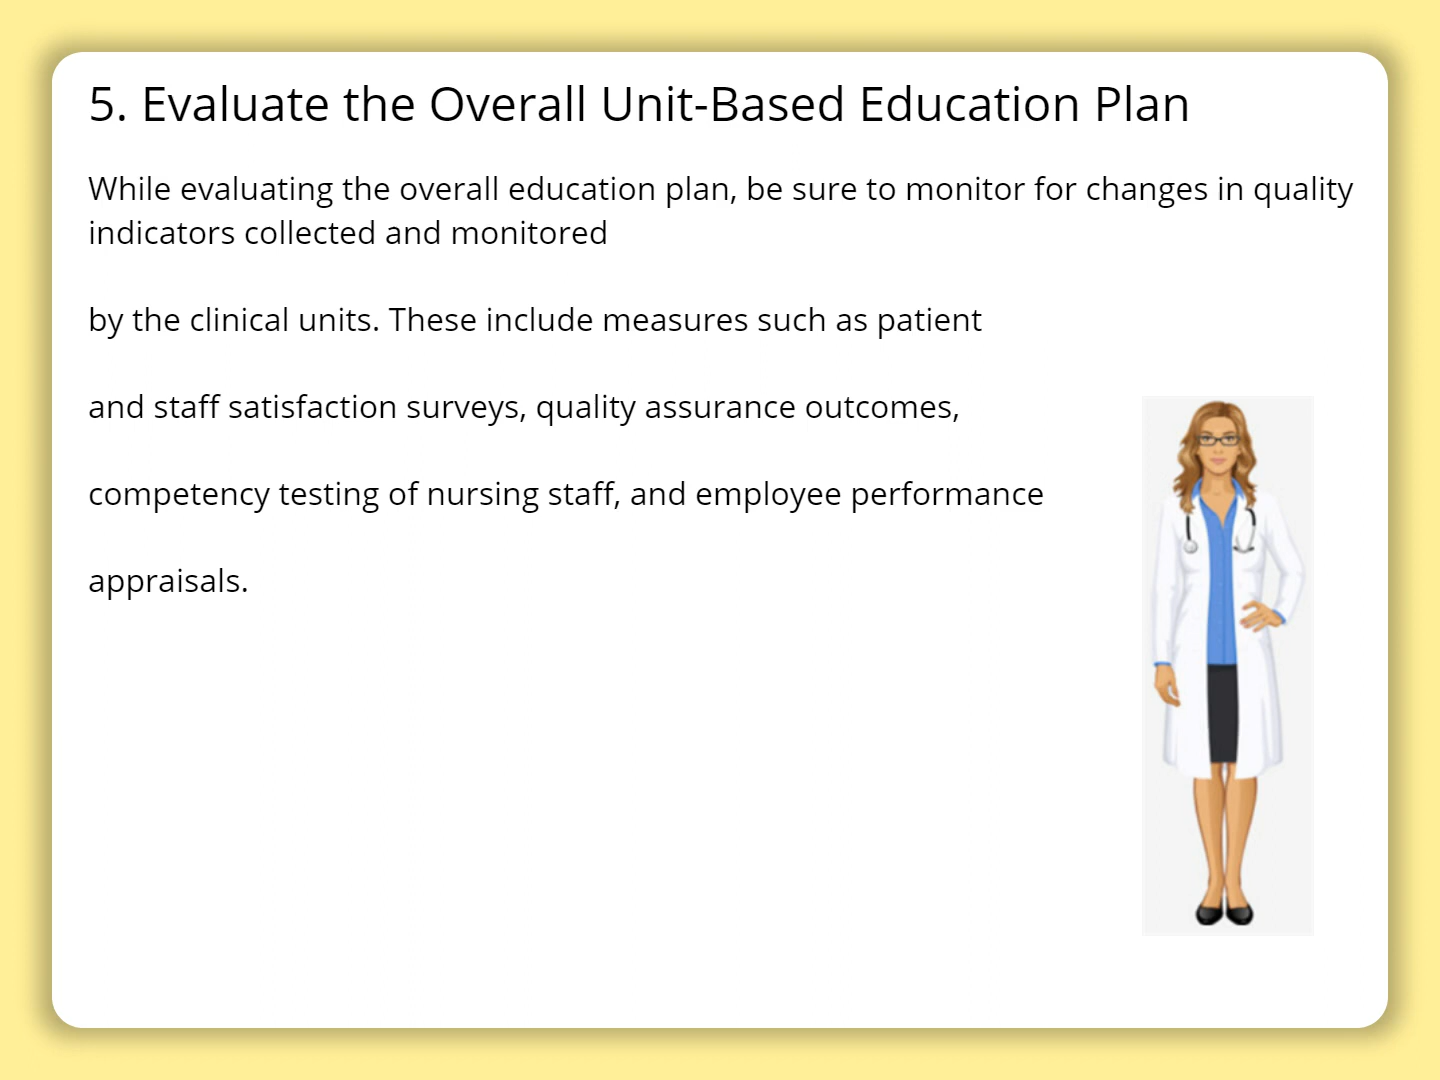 5. Evaluate the Overall Unit-Based Education Plan
While evaluating the overall education plan, be sure to monitor for changes in quality
indicators collected and monitored
by the clinical units. These include measures such as patient
and staff satisfaction surveys, quality assurance outcomes,
competency testing of nursing staff, and employee performance
appraisals.